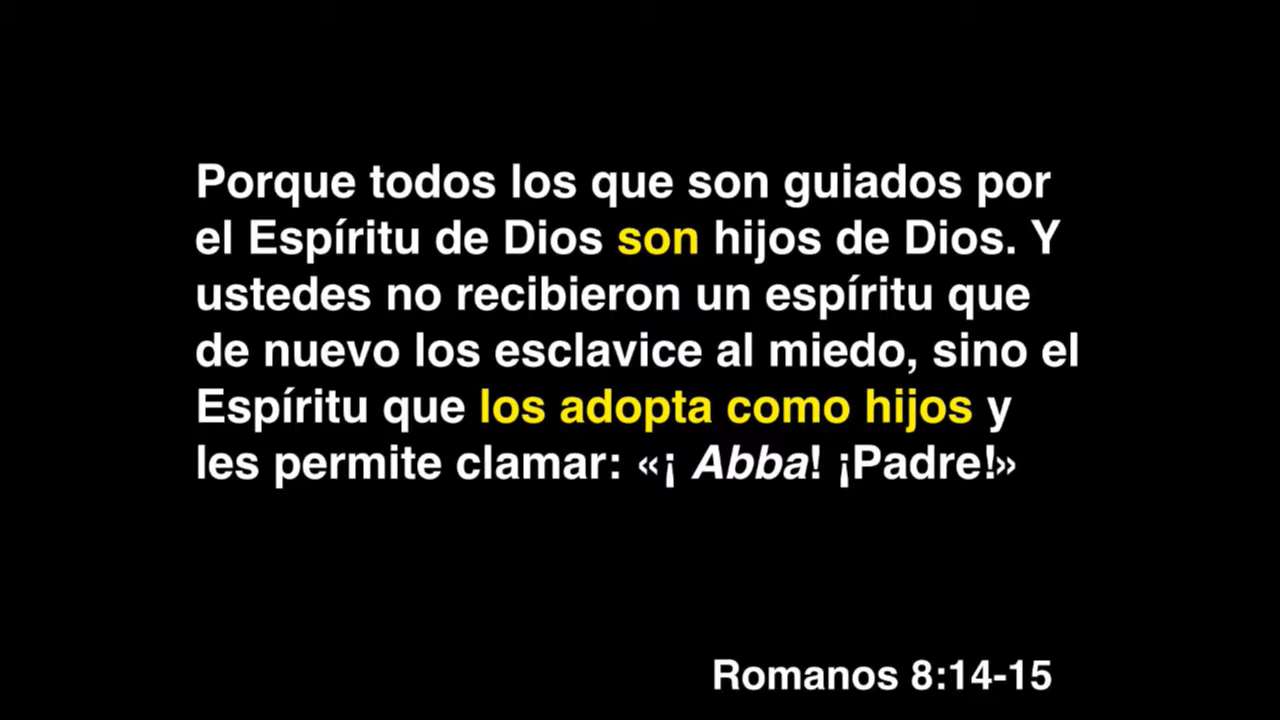 Porque todos los que son guiados por
el Espíritu de Dios son hijos de Dios. Y
ustedes no recibieron un espíritu que
de nuevo los esclavice al miedo, sino el
Espíritu que los adopta como hijos y
les permite clamar: «¡ Abba! ¡Padre!»
Romanos 8:14-15